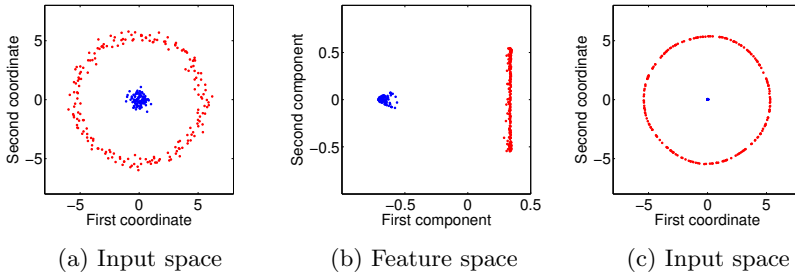 Second coordinate
5
0
−5
−5
0
5
First coordinate
(a) Input space
Second component
0.5
0
−0.5
−0.5
0
0.5
First component
(b) Feature space
Second coordinate
5
0
−5
−5
0
5
First coordinate
(c) Input space